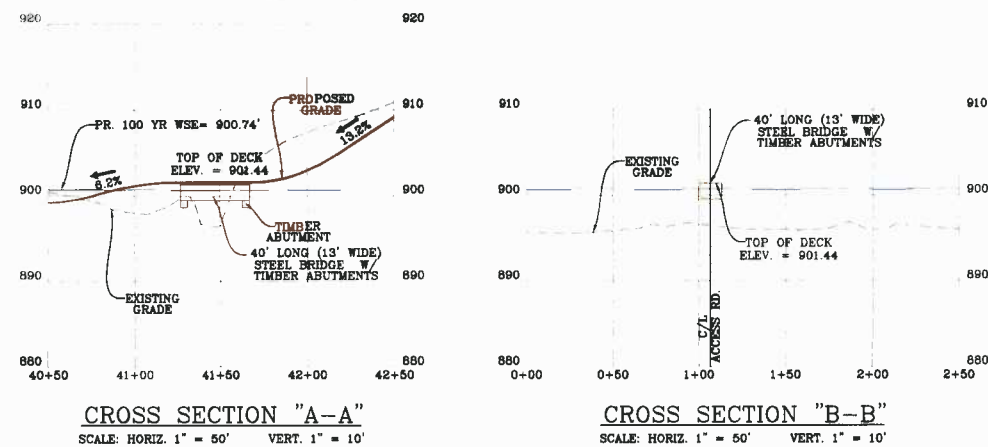 920
920
910
910
PROPOSED
GRADE
PR. 100 YR WSE= 900.74'
13.2%
TOP OF DECK
ELEV. = 901.44
6.2%
900
900
TIMBER
ABUTMENT
40' LONG (13' WIDE)
STEEL BRIDGE W/
TIMBER ABUTMENTS
890
890
EXISTING
GRADE
880
880
40+50
41+00
41+50
42+00
42+50
CROSS SECTION "A-A"
SCALE: HORIZ. 1" = 50' VERT. 1" = 10'
910
910
40' LONG (13' WIDE)
STEEL BRIDGE W/
TIMBER ABUTMENTS
EXISTING
GRADE
900
900
TOP OF DECK
ELEV. = 901.44
890
890
C/L
ACCESS RD.
880
880
0+00
0+50
1+00
1+50
2+00
2+50
CROSS SECTION "B-B"
SCALE: HORIZ. 1" = 50' VERT. 1" = 10'